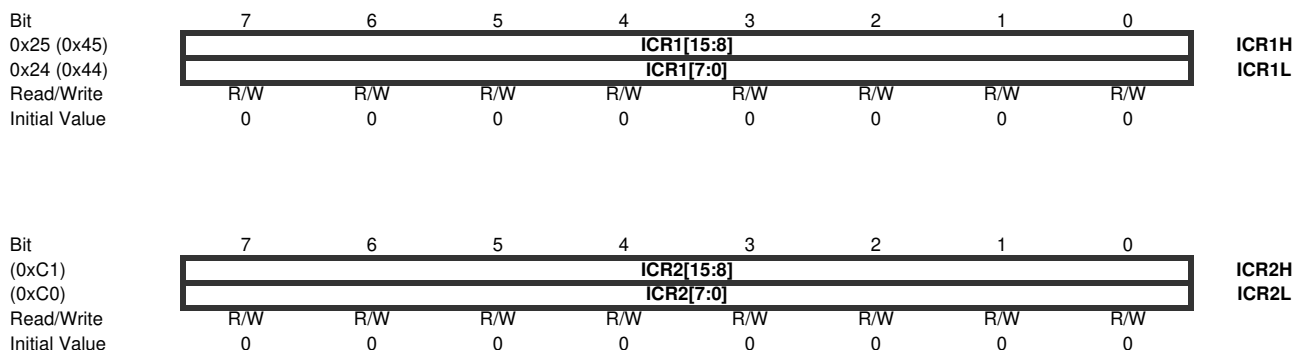 Bit 7 6 5 4 3 2 1 0
0x25 (0x45) ICR1[15:8] ICR1H
0x24 (0x44) ICR1[7:0] ICR1L
Read/Write R/W R/W R/W R/W R/W R/W R/W R/W
Initial Value 0 0 0 0 0 0 0 0
Bit 7 6 5 4 3 2 1 0
(0xC1) ICR2[15:8] ICR2H
(0xC0) ICR2[7:0] ICR2L
Read/Write R/W R/W R/W R/W R/W R/W R/W R/W
Initial Value 0 0 0 0 0 0 0 0